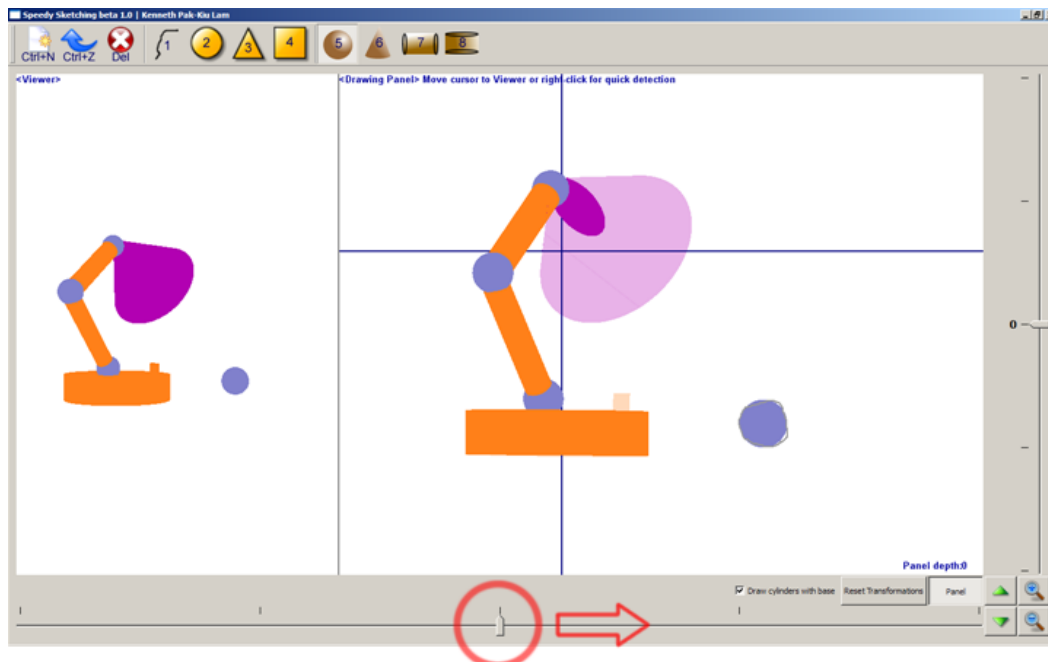 Speedy Sketching beta 1.0 | Kenneth Pak-Kiu Lam
Ctrl+N Ctrl+Z Del 1 2 3 4 5 6 7 8
<Viewer>
<Drawing Panel> Move cursor to Viewer or right-click for quick detection
0
Panel depth:0
Draw cylinders with base Reset Transformations Panel